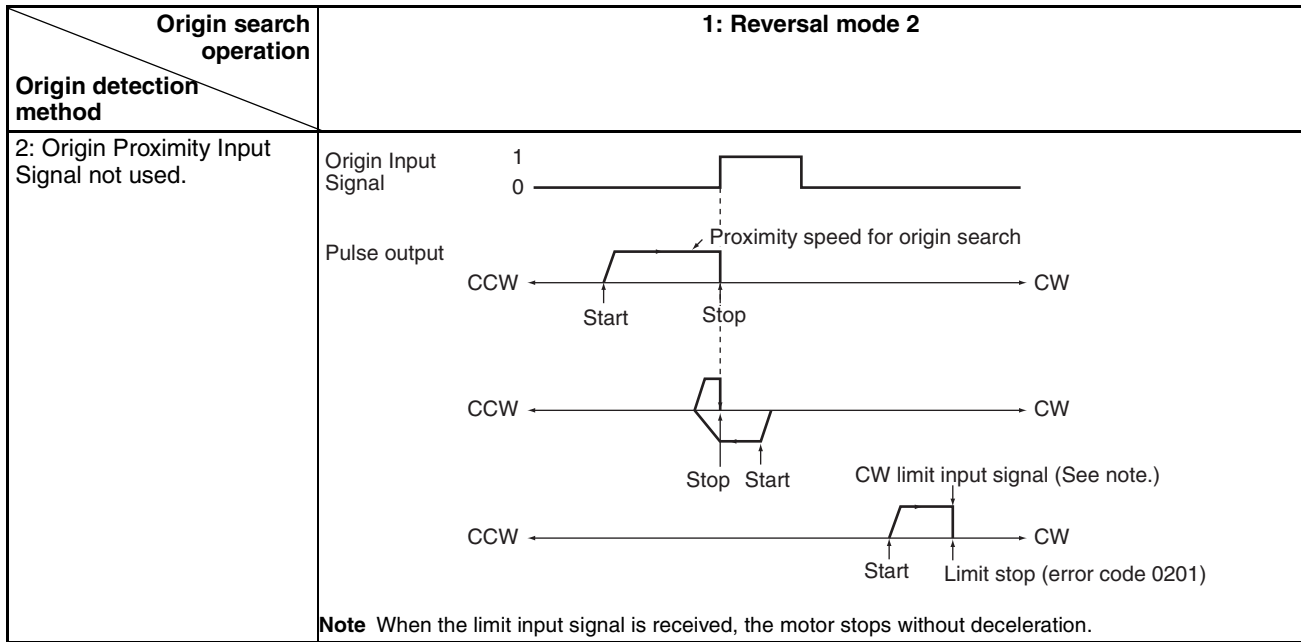 Origin search
operation
Origin detection
method
1: Reversal mode 2
2: Origin Proximity Input
Signal not used.
Origin Input
Signal
1
0
Pulse output
Proximity speed for origin search
CCW
CW
Start
Stop
CCW
CW
Stop
Start
CW limit input signal (See note.)
CCW
CW
Start
Limit stop (error code 0201)
Note When the limit input signal is received, the motor stops without deceleration.